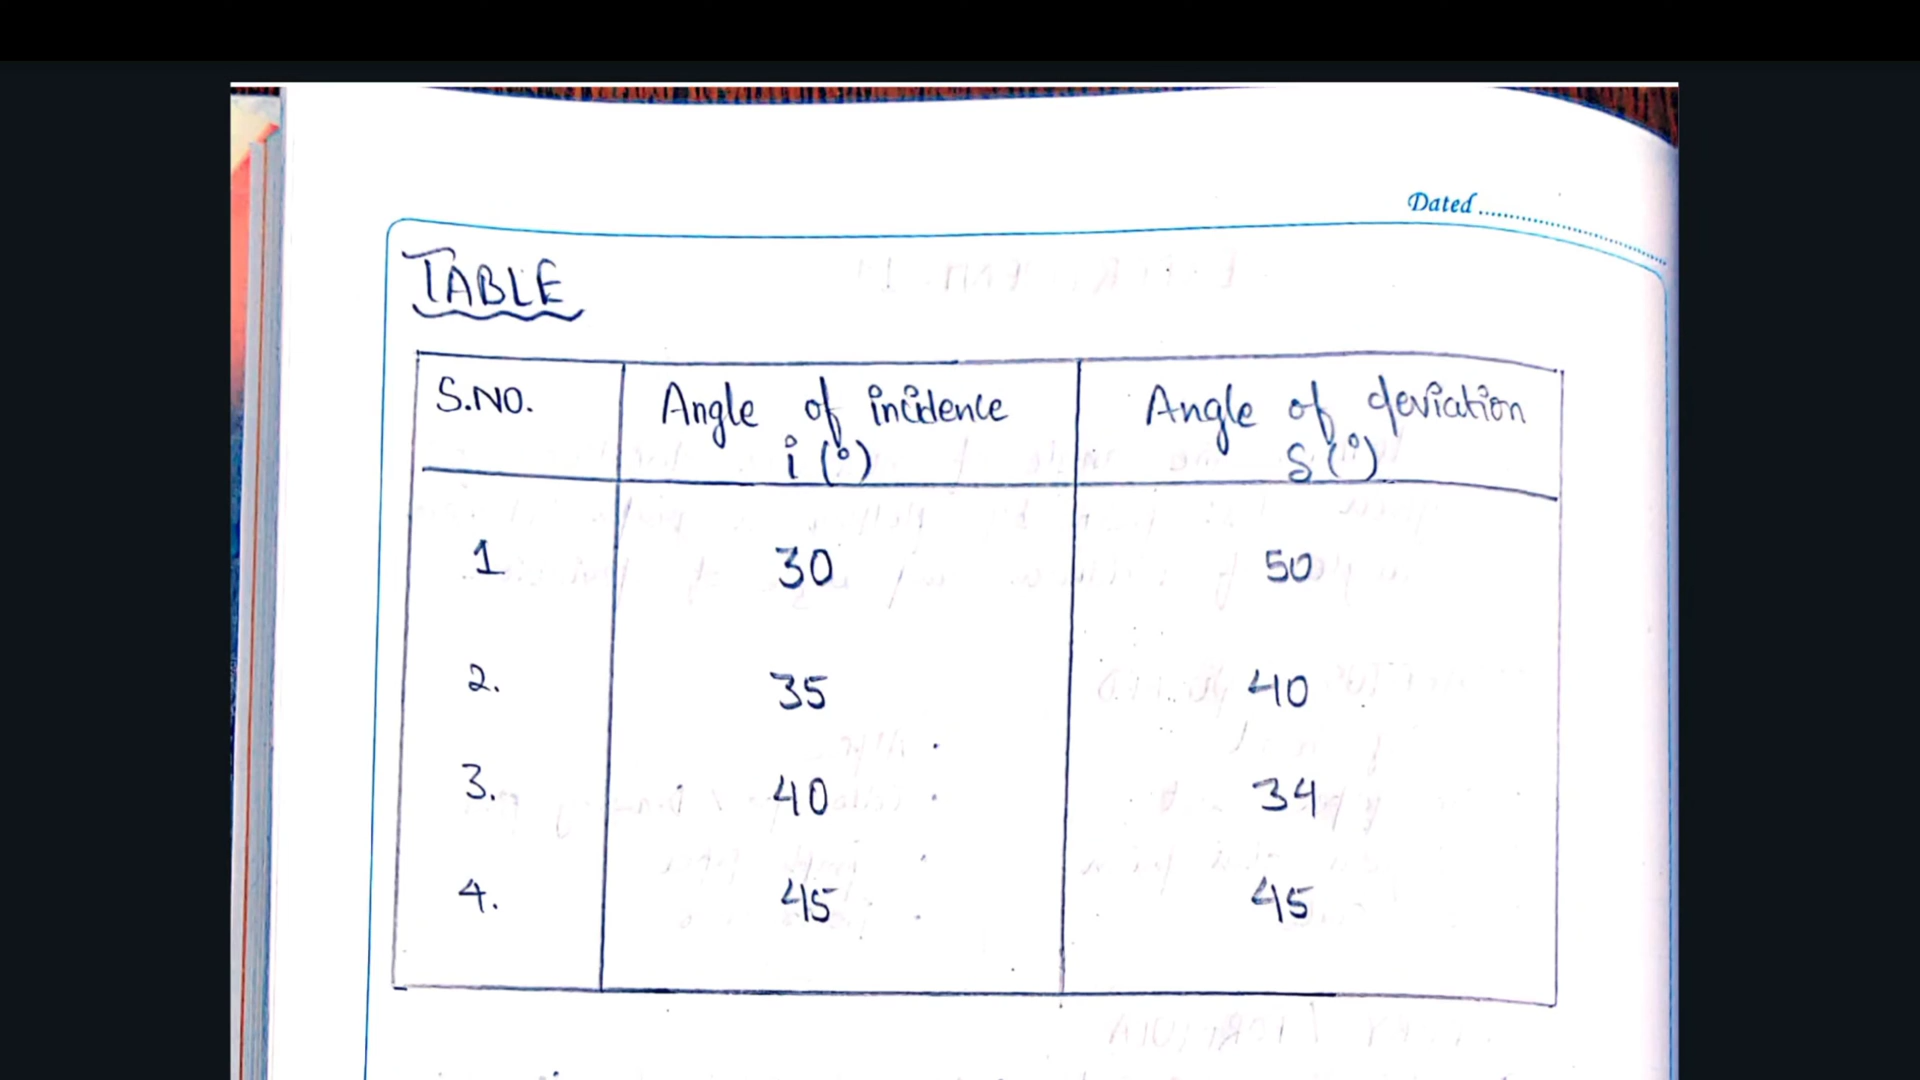 Dated
TABLE
S.NO. Angle of incidence Angle of deviation
i (°) δ (°)
1 30 50
2. 35 40
3. 40 34
4. 45 45